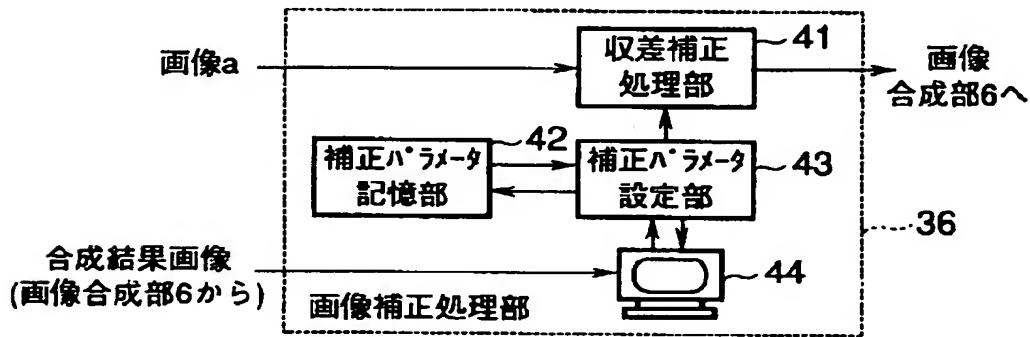 画像a
収差補正
処理部
41
画像
合成部6へ
補正パラメータ
記憶部
42
補正パラメータ
設定部
43
36
合成結果画像
(画像合成部6から)
44
画像補正処理部